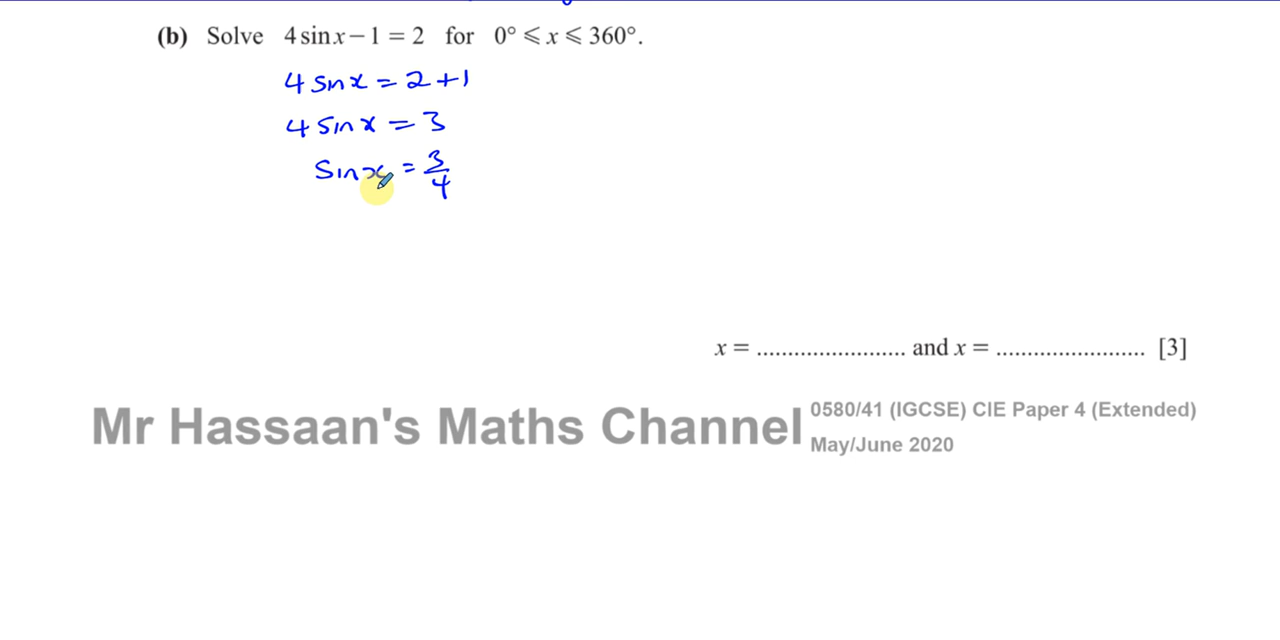 (b) Solve 4 sin x − 1 = 2 for 0° ⩽ x ⩽ 360°.
4 sin x = 2 + 1
4 sin x = 3
sin x = 3/4
x = ........................ and x = ........................ [3]
Mr Hassaan's Maths Channel
0580/41 (IGCSE) CIE Paper 4 (Extended)
May/June 2020